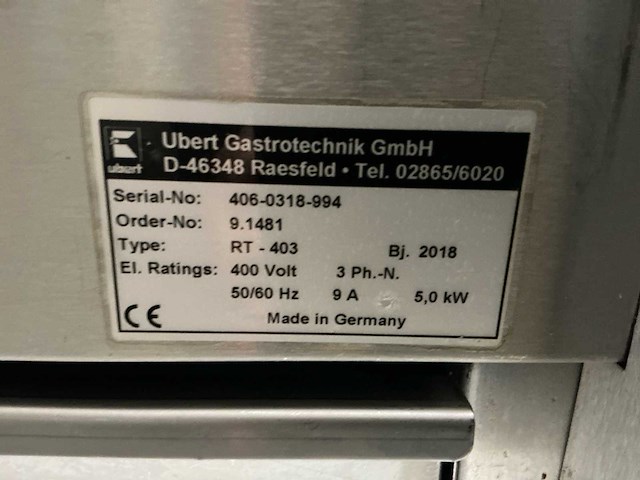 ubert
Ubert Gastrotechnik GmbH
D-46348 Raesfeld • Tel. 02865/6020
Serial-No: 406-0318-994
Order-No: 9.1481
Type: RT - 403 Bj. 2018
El. Ratings: 400 Volt 3 Ph.-N.
50/60 Hz 9 A 5,0 kW
CE Made in Germany